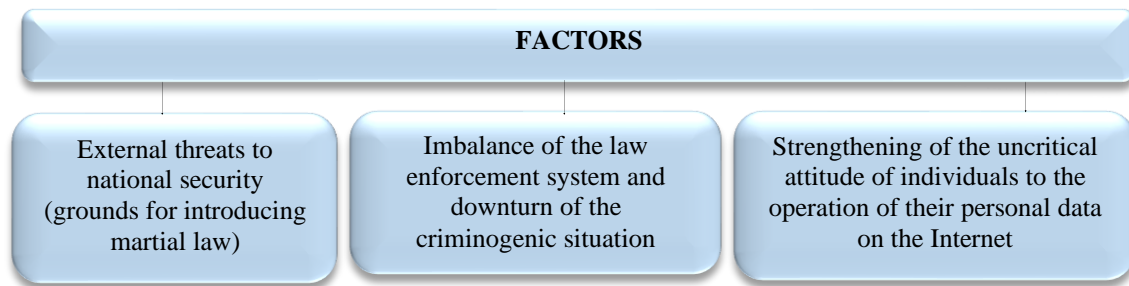 FACTORS
External threats to
national security
(grounds for introducing
martial law)
Imbalance of the law
enforcement system and
downturn of the
criminogenic situation
Strengthening of the uncritical
attitude of individuals to the
operation of their personal data
on the Internet